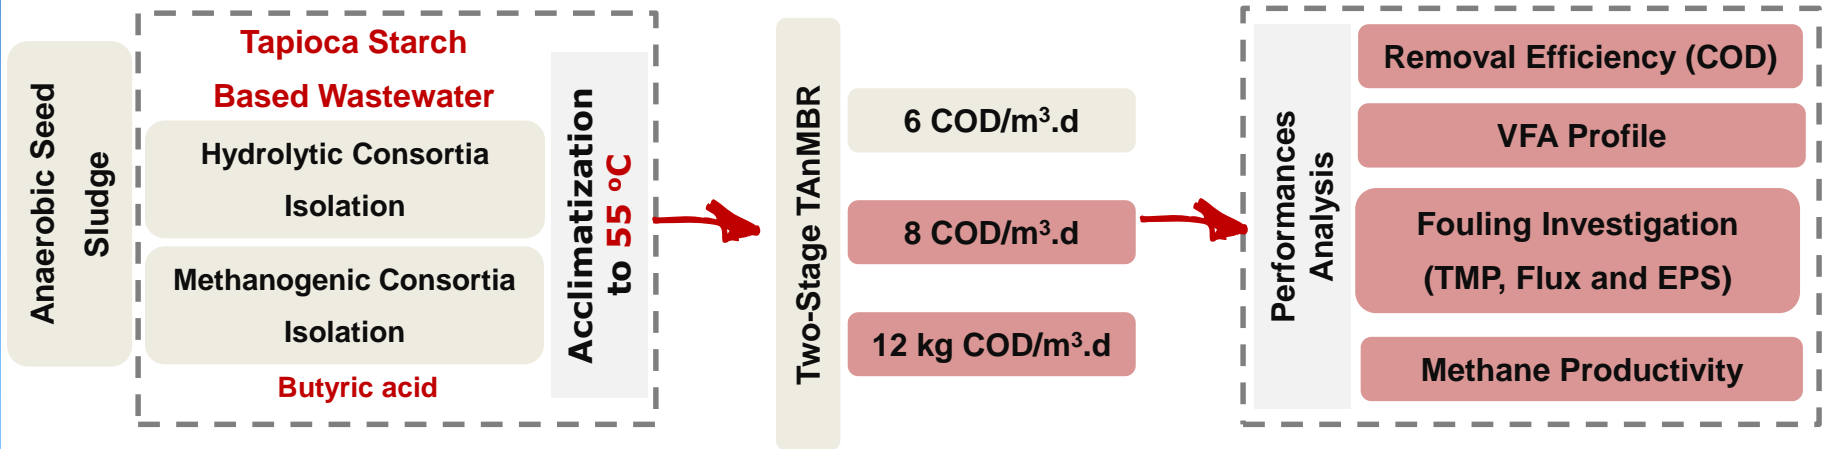 Anaerobic Seed
Sludge
Tapioca Starch
Based Wastewater
Hydrolytic Consortia
Isolation
Methanogenic Consortia
Isolation
Butyric acid
Acclimatization
to 55 ºC
Two-Stage TAnMBR
6 COD/m³.d
8 COD/m³.d
12 kg COD/m³.d
Performances
Analysis
Removal Efficiency (COD)
VFA Profile
Fouling Investigation
(TMP, Flux and EPS)
Methane Productivity